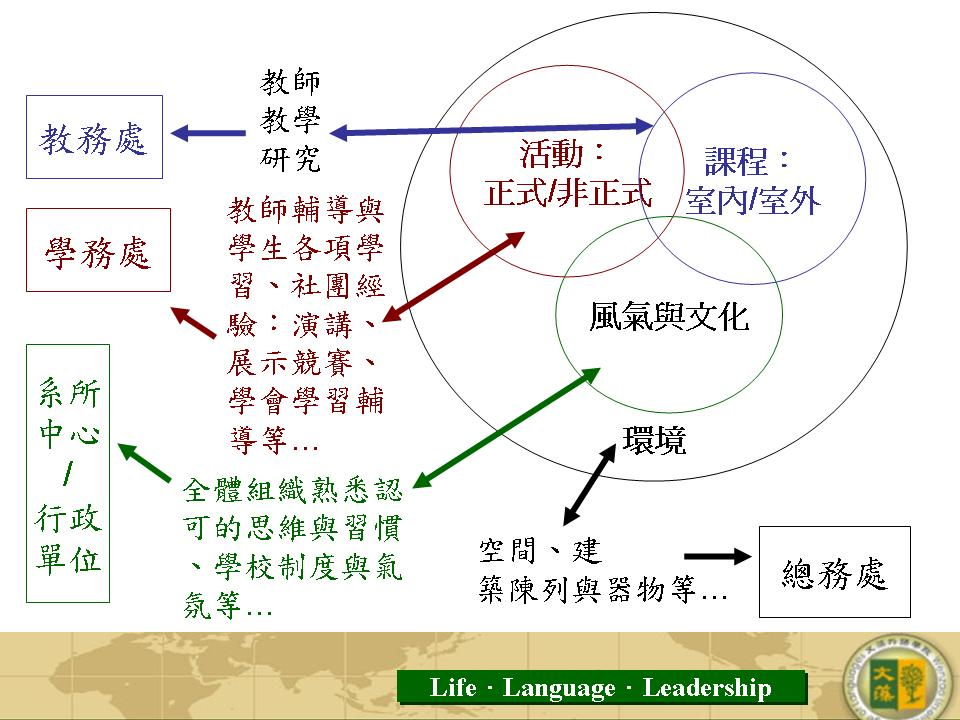 教師
教學
研究
教務處
活動：
正式/非正式
課程：
室內/室外
教師輔導與
學生各項學
習、社團經
驗：演講、
展示競賽、
學會學習輔
導等…
學務處
風氣與文化
系所
中心
/
行政
單位
環境
全體組織熟悉認
可的思維與習慣
、學校制度與氣
氛等…
空間、建
築陳列與器物等…
總務處
Life · Language · Leadership
文藻